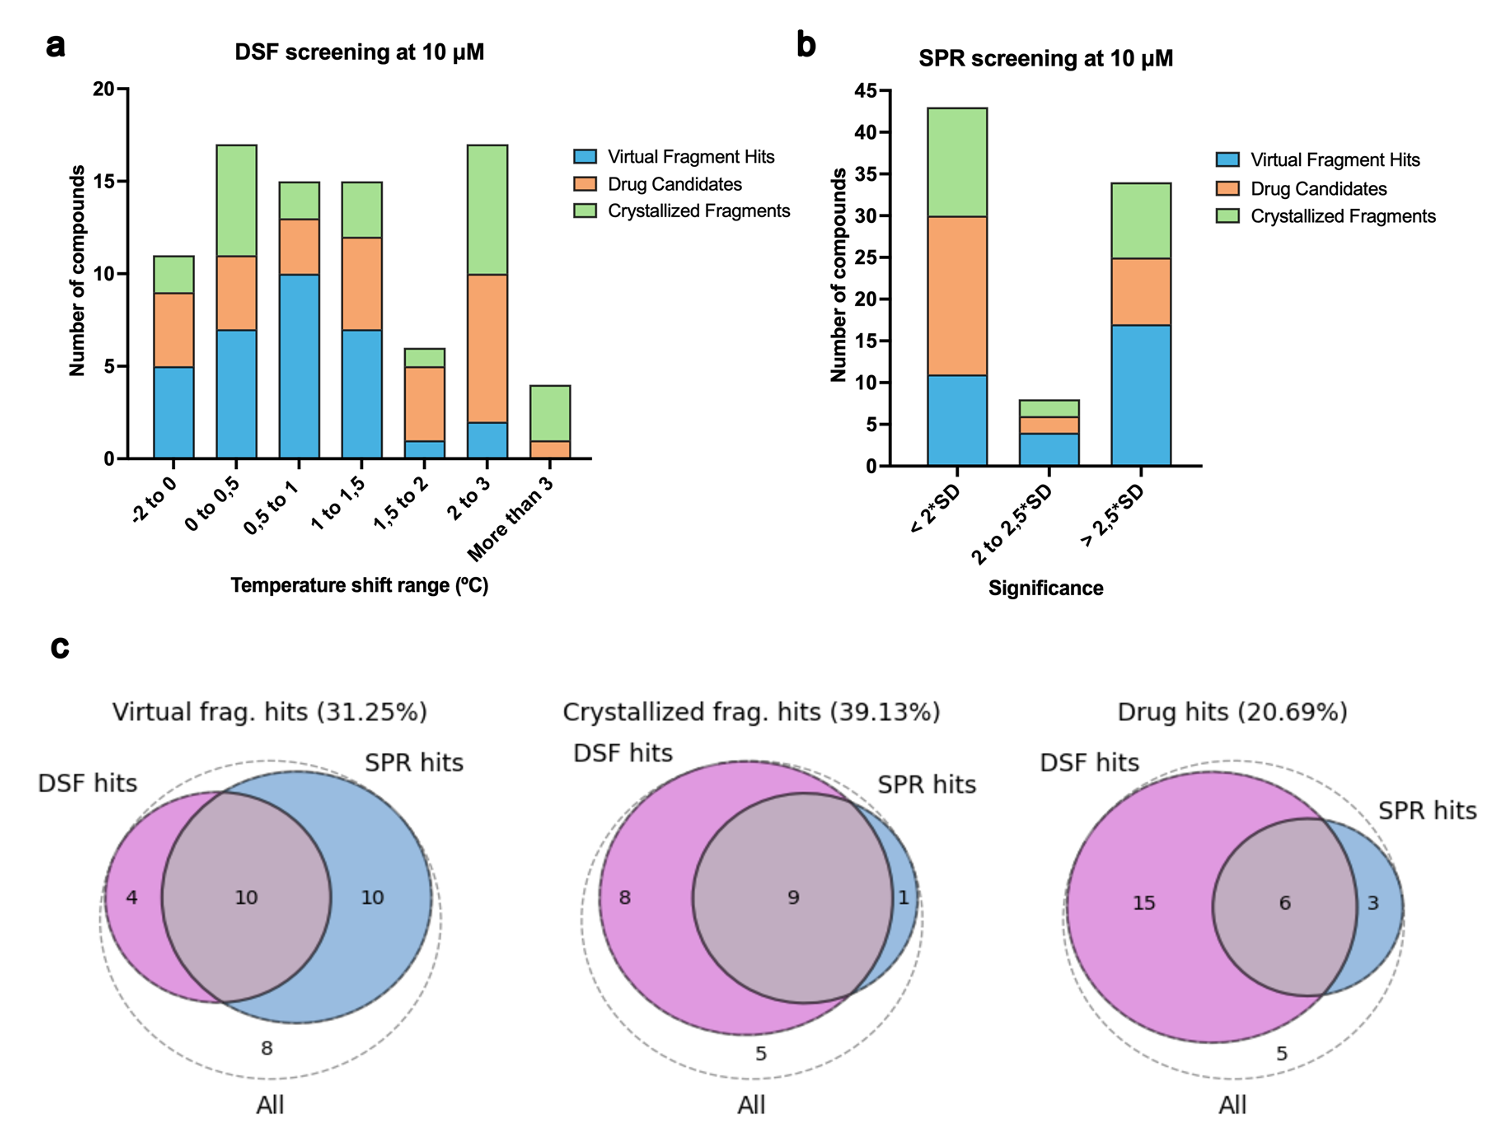 a
DSF screening at 10 µM
Number of compounds
20
15
10
5
0
-2 to 0
0 to 0,5
0,5 to 1
1 to 1,5
1,5 to 2
2 to 3
More than 3
Temperature shift range (ºC)
Virtual Fragment Hits
Drug Candidates
Crystallized Fragments
b
SPR screening at 10 µM
Number of compounds
45
40
35
30
25
20
15
10
5
0
< 2*SD
2 to 2,5*SD
> 2,5*SD
Significance
Virtual Fragment Hits
Drug Candidates
Crystallized Fragments
c
Virtual frag. hits (31.25%)
DSF hits
SPR hits
4
10
10
8
All
Crystallized frag. hits (39.13%)
DSF hits
SPR hits
8
9
1
5
All
Drug hits (20.69%)
DSF hits
SPR hits
15
6
3
5
All